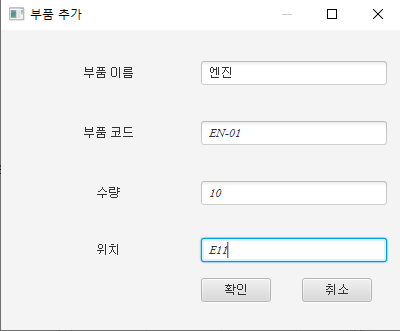 부품 추가
부품 이름 엔진
부품 코드 EN-01
수량 10
위치 E11
확인 취소